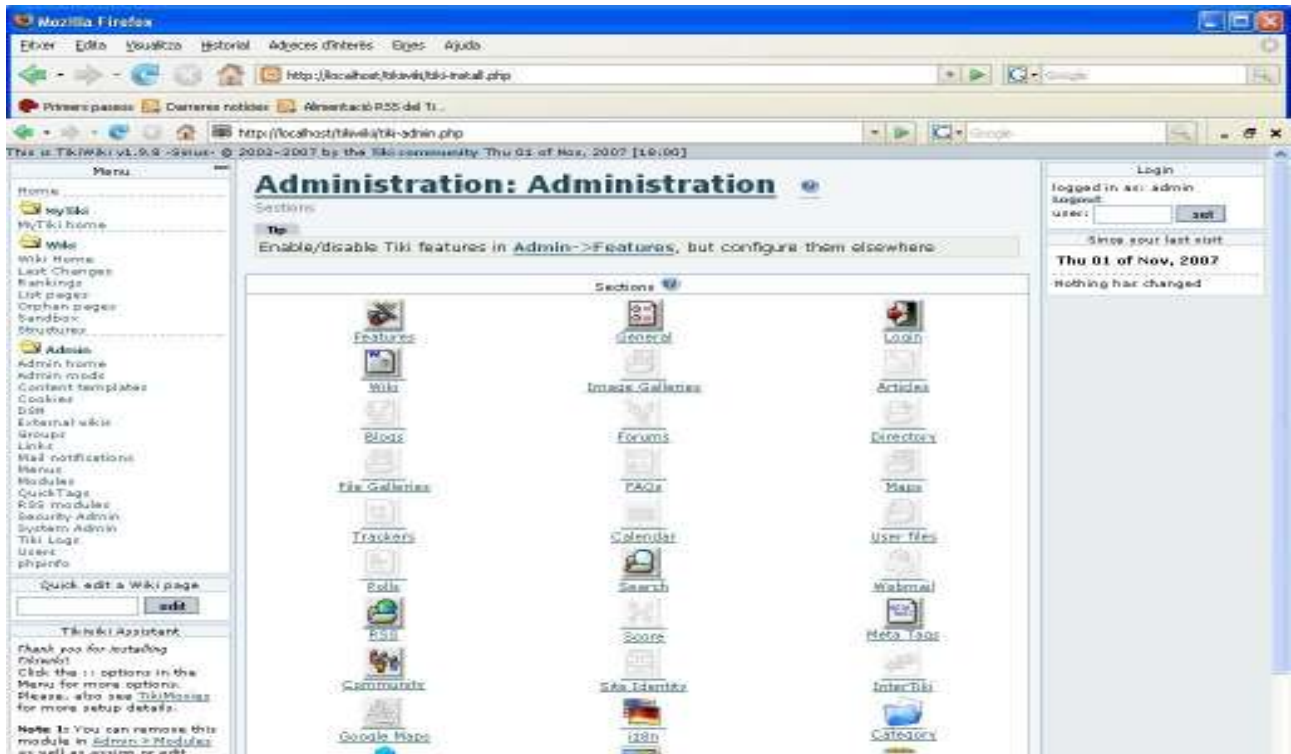 Mozilla Firefox
Fitxer Edita Visualitza Historial Adreces d'interès Eines Ajuda
http://localhost/tikiwiki/tiki-install.php
Google
Primers passos Darreres notícies Alimentació RSS del Ti...
http://localhost/tikiwiki/tiki-admin.php
Google
This is TikiWiki v1.9.8 -Sirius- © 2002-2007 by the Tiki community Thu 01 of Nov, 2007 [18:00]
Menu
Home
MyTiki
MyTiki home
Wiki
Wiki Home
Last Changes
Rankings
List pages
Orphan pages
Sandbox
Structures
Admin
Admin home
Admin mods
Content templates
Cookies
DSN
External wikis
Groups
Links
Mail notifications
Menus
Modules
QuickTags
RSS modules
Security Admin
System Admin
Tiki Logs
Users
phpinfo
Quick edit a Wiki page
edit
Tikiwiki Assistant
Thank you for installing
Tikiwiki!
Click the :: options in the
Menu for more options.
Please, also see TikiMovies
for more setup details.
Note 1: You can remove this
module in Admin > Modules
as well as assign or edit
Administration: Administration
Sections
Tip
Enable/disable Tiki features in Admin->Features, but configure them elsewhere
Sections
Features General Login
Wiki Image Galleries Articles
Blogs Forums Directory
File Galleries FAQs Maps
Trackers Calendar User files
Polls Search Webmail
RSS Score Meta Tags
Community Site Identity InterTiki
Google Maps i18n Category
Login
logged in as: admin
Logout
user: set
Since your last visit
Thu 01 of Nov, 2007
Nothing has changed